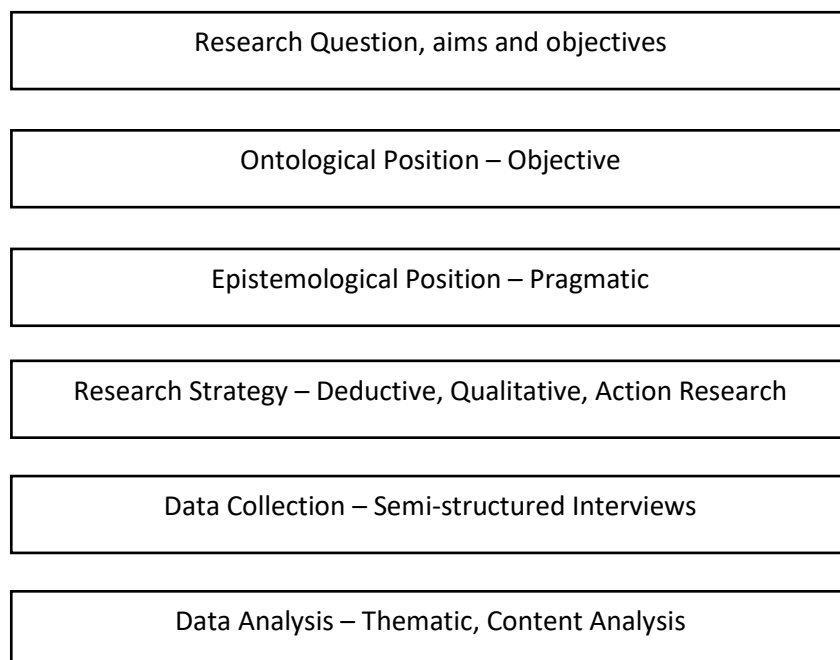 Research Question, aims and objectives
Ontological Position – Objective
Epistemological Position – Pragmatic
Research Strategy – Deductive, Qualitative, Action Research
Data Collection – Semi-structured Interviews
Data Analysis – Thematic, Content Analysis